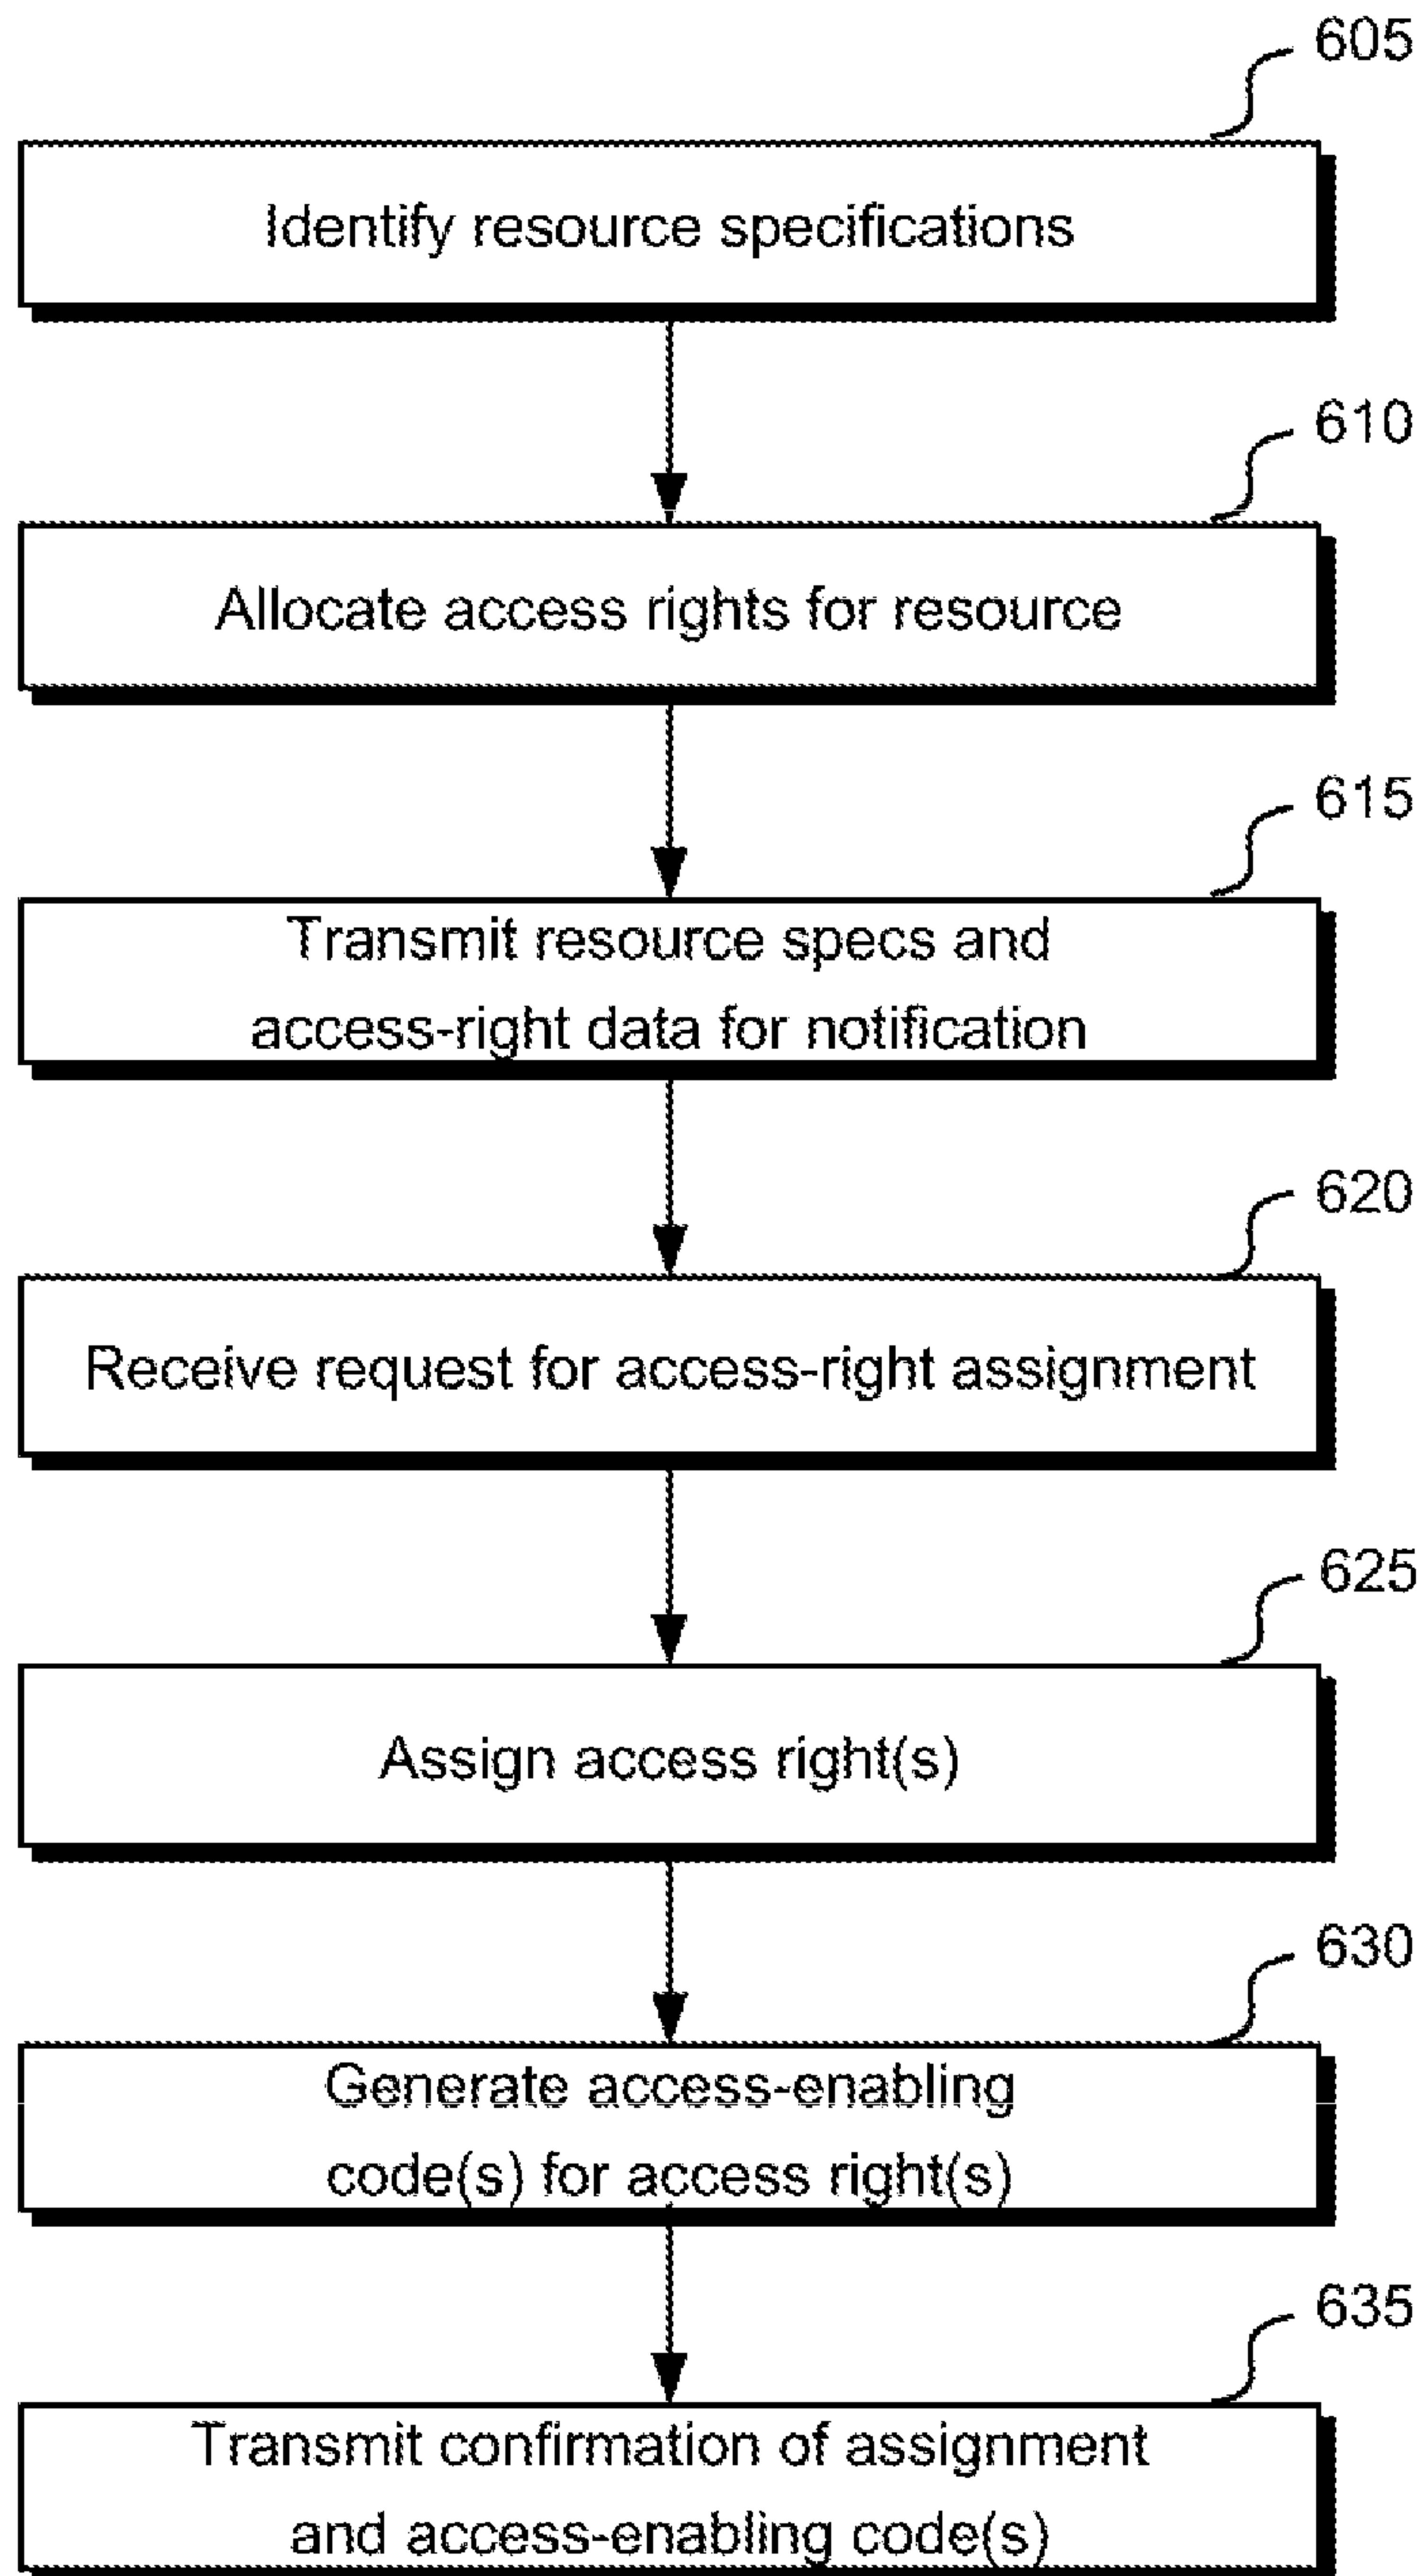 605
Identify resource specifications
610
Allocate access rights for resource
615
Transmit resource specs and
access-right data for notification
620
Receive request for access-right assignment
625
Assign access right(s)
630
Generate access-enabling
code(s) for access right(s)
635
Transmit confirmation of assignment
and access-enabling code(s)